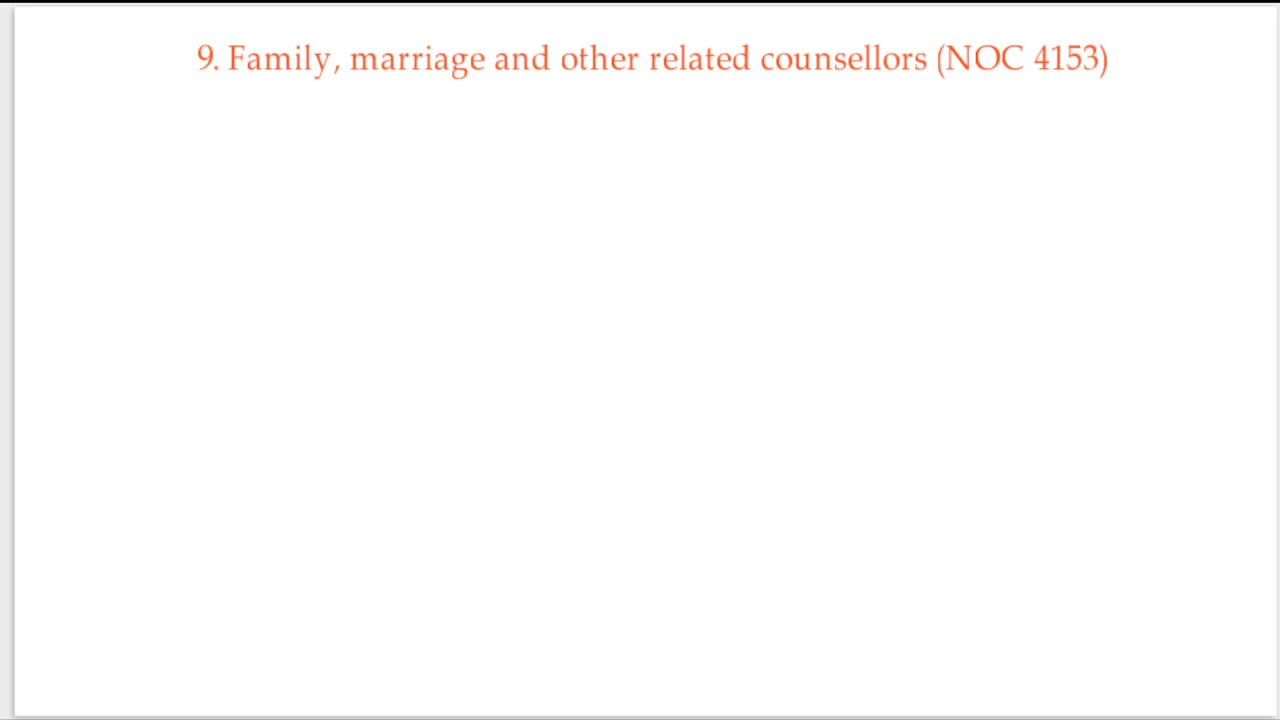 9. Family, marriage and other related counsellors (NOC 4153)